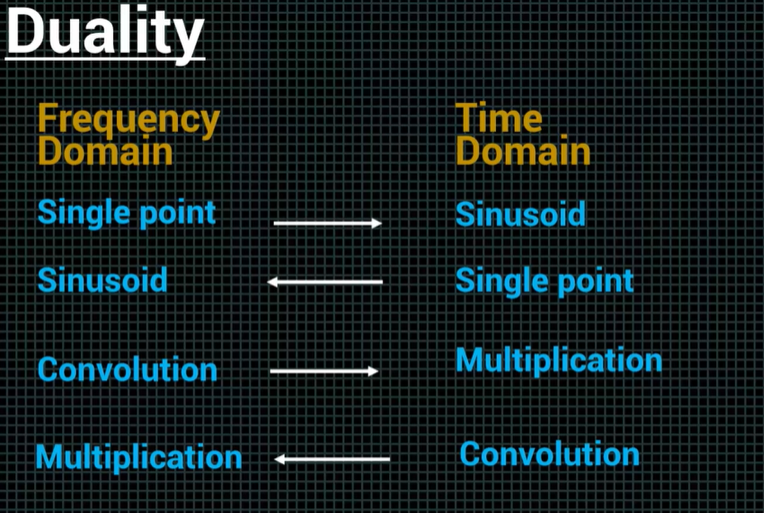 Duality
Frequency
Domain
Time
Domain
Single point
Sinusoid
Sinusoid
Single point
Convolution
Multiplication
Multiplication
Convolution